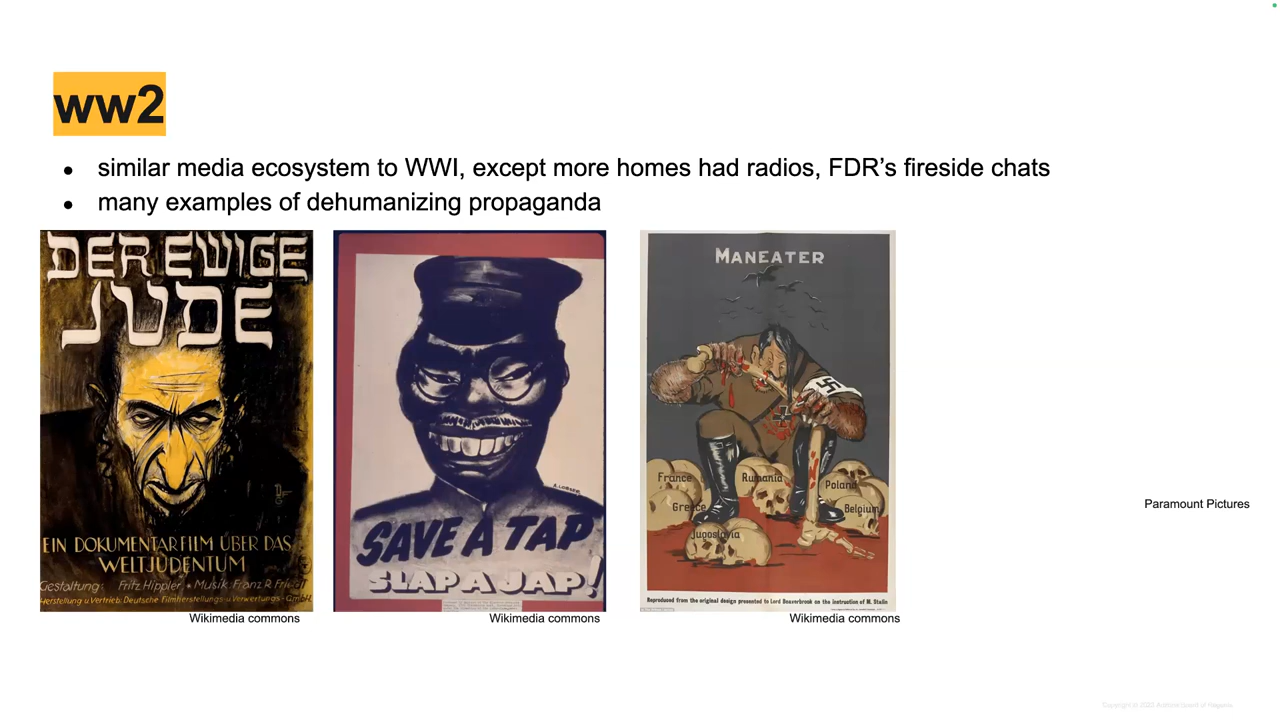 ww2
similar media ecosystem to WWI, except more homes had radios, FDR's fireside chats
many examples of dehumanizing propaganda
DER EWIGE
JUDE
EIN DOKUMENTARFILM ÜBER DAS
WELTJUDENTUM
Gestaltung: Fritz Hippler • Musik: Franz R. Friedl
Herstellung u Vertrieb: Deutsche Filmherstellungs- u Verwertungs-GmbH
Wikimedia commons
SAVE A TAP
SLAP A JAP!
Wikimedia commons
MANEATER
France
Rumania
Poland
Greece
Belgium
Jugoslavia
Reproduced from the original design presented to Lord Beaverbrook on the instruction of M. Stalin
Wikimedia commons
Paramount Pictures